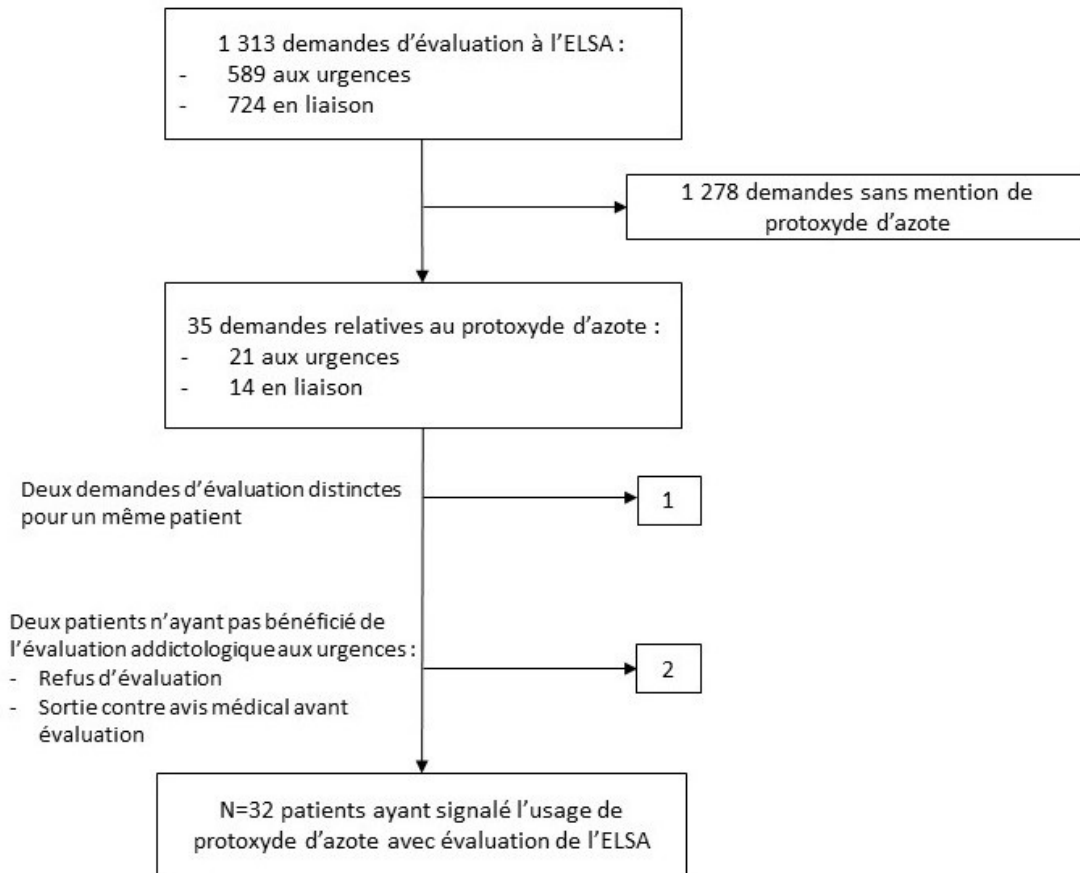 1 313 demandes d'évaluation à l'ELSA :
- 589 aux urgences
- 724 en liaison
1 278 demandes sans mention de
protoxyde d'azote
35 demandes relatives au protoxyde d'azote :
- 21 aux urgences
- 14 en liaison
Deux demandes d'évaluation distinctes
pour un même patient
1
Deux patients n'ayant pas bénéficié de
l'évaluation addictologique aux urgences :
- Refus d'évaluation
- Sortie contre avis médical avant
évaluation
2
N=32 patients ayant signalé l'usage de
protoxyde d'azote avec évaluation de l'ELSA